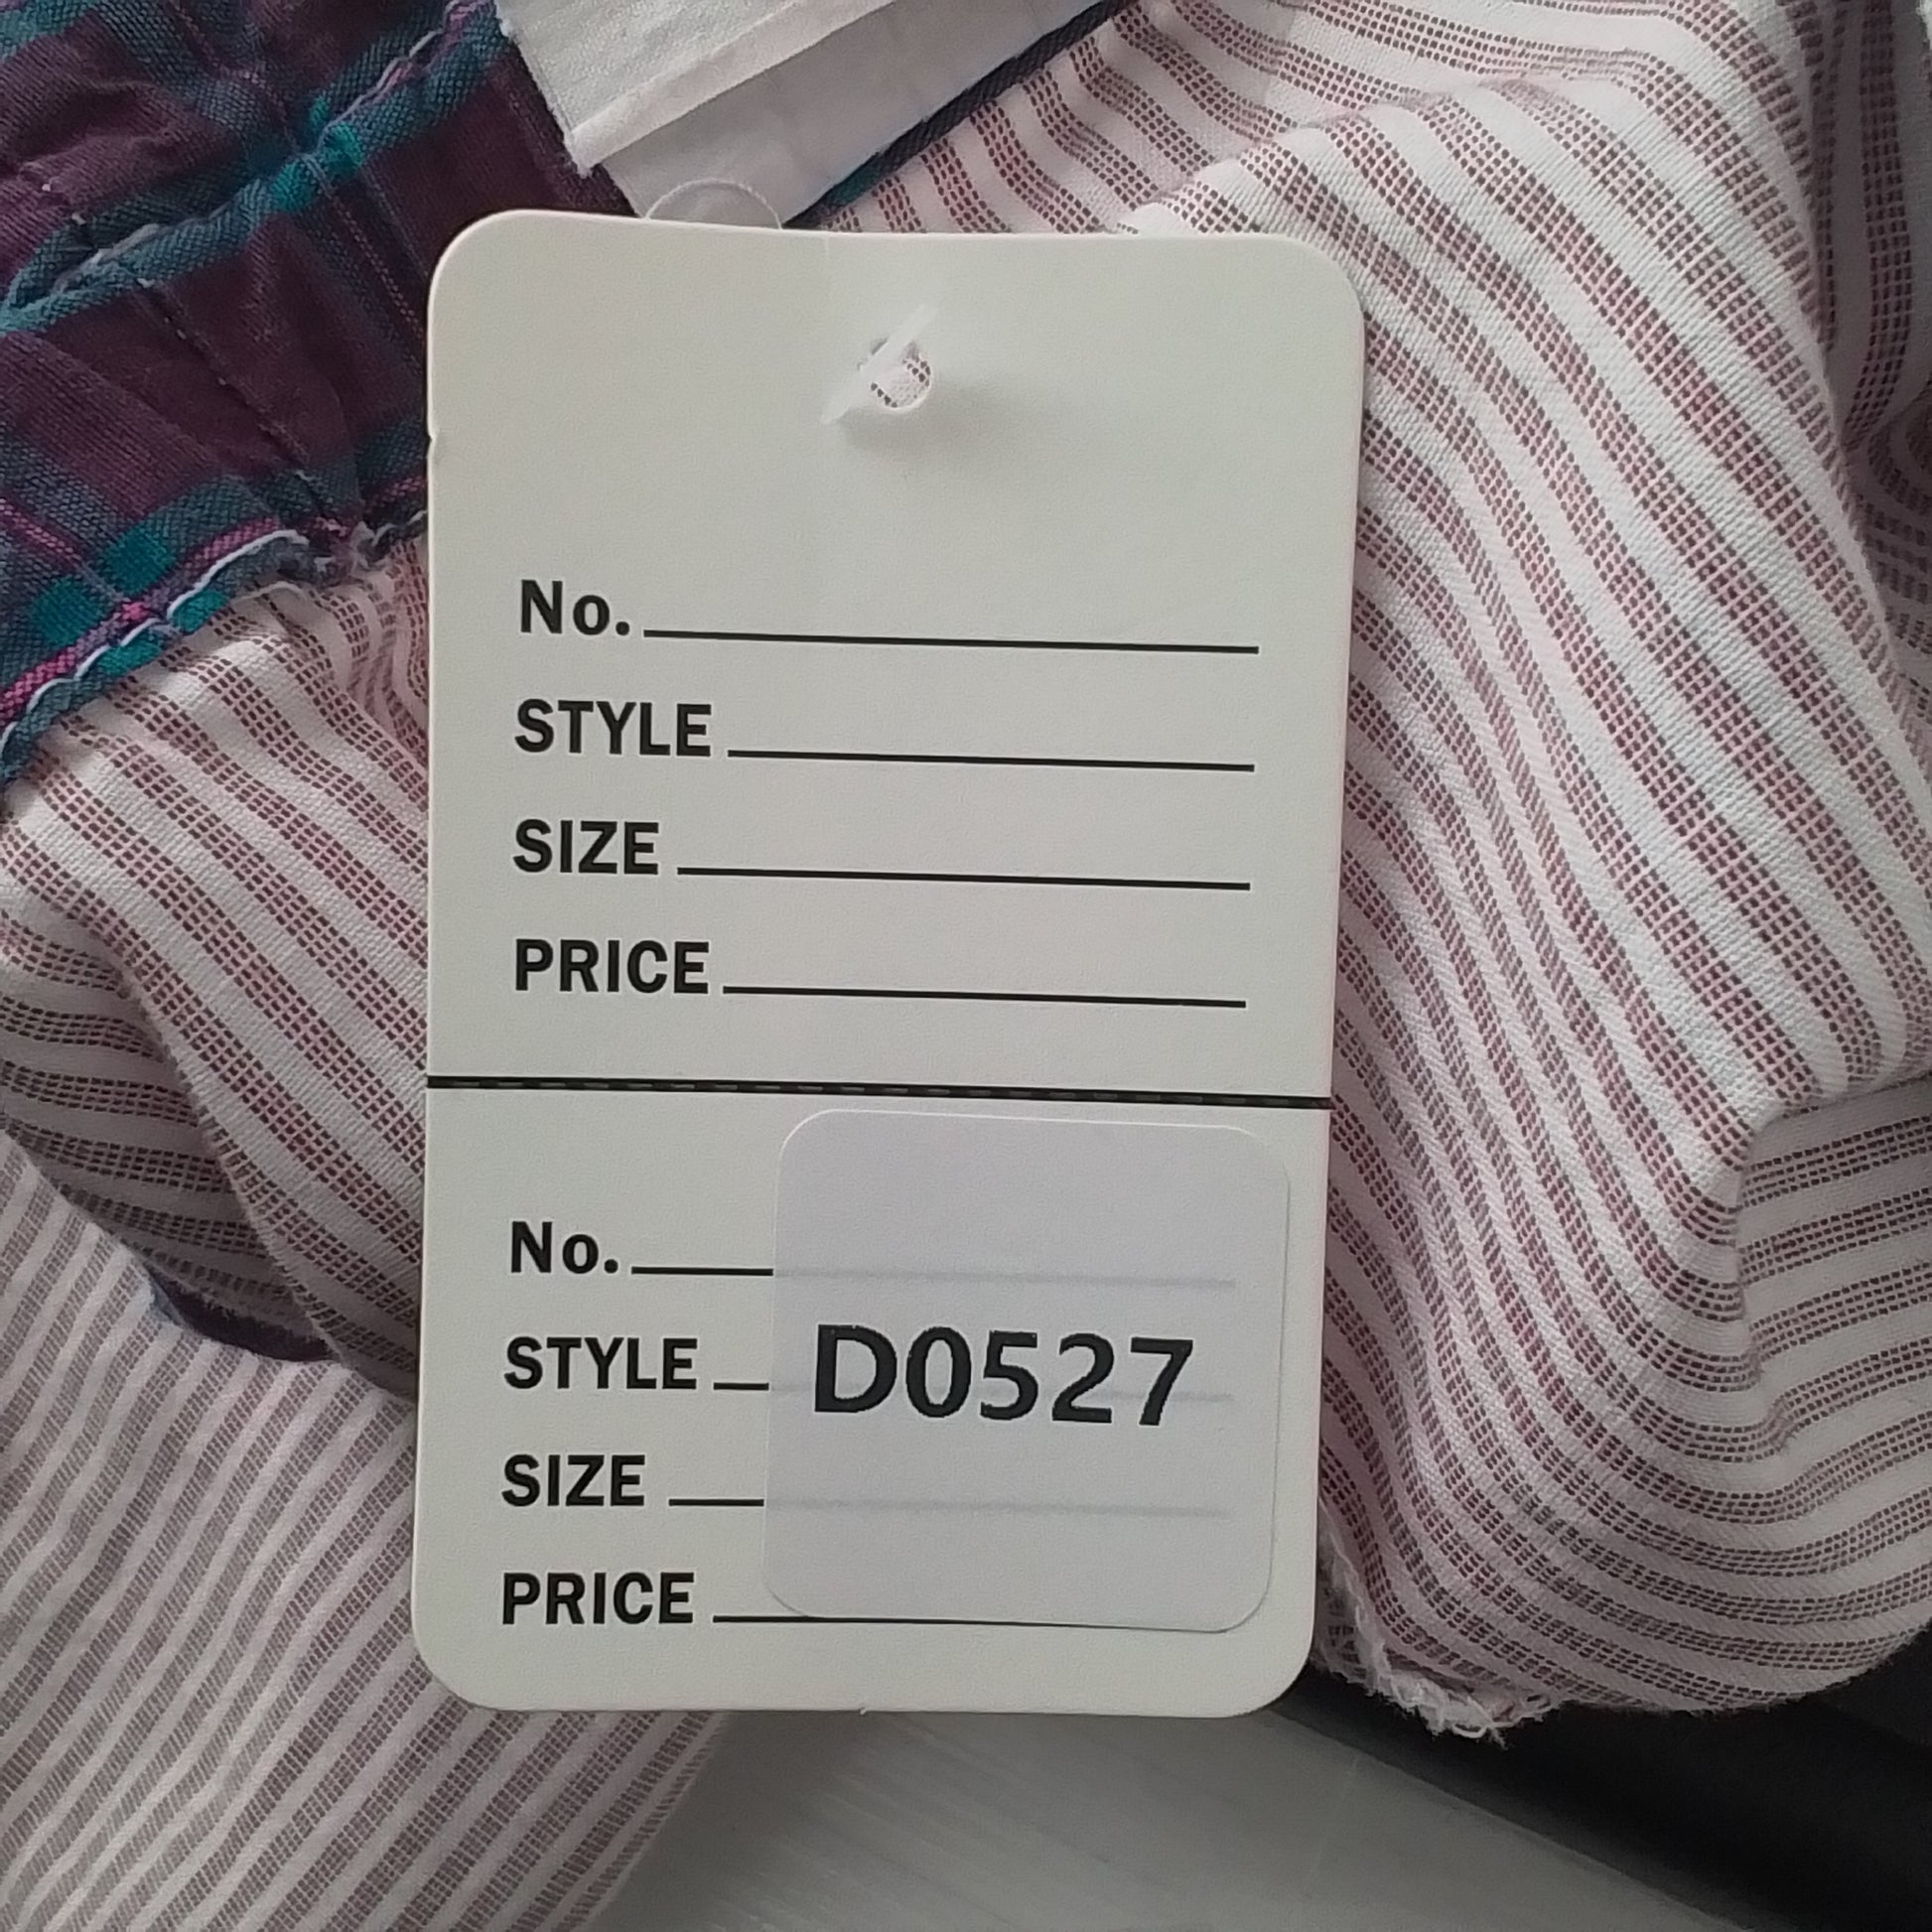 No.
STYLE
SIZE
PRICE
No.
STYLE
D0527
SIZE
PRICE